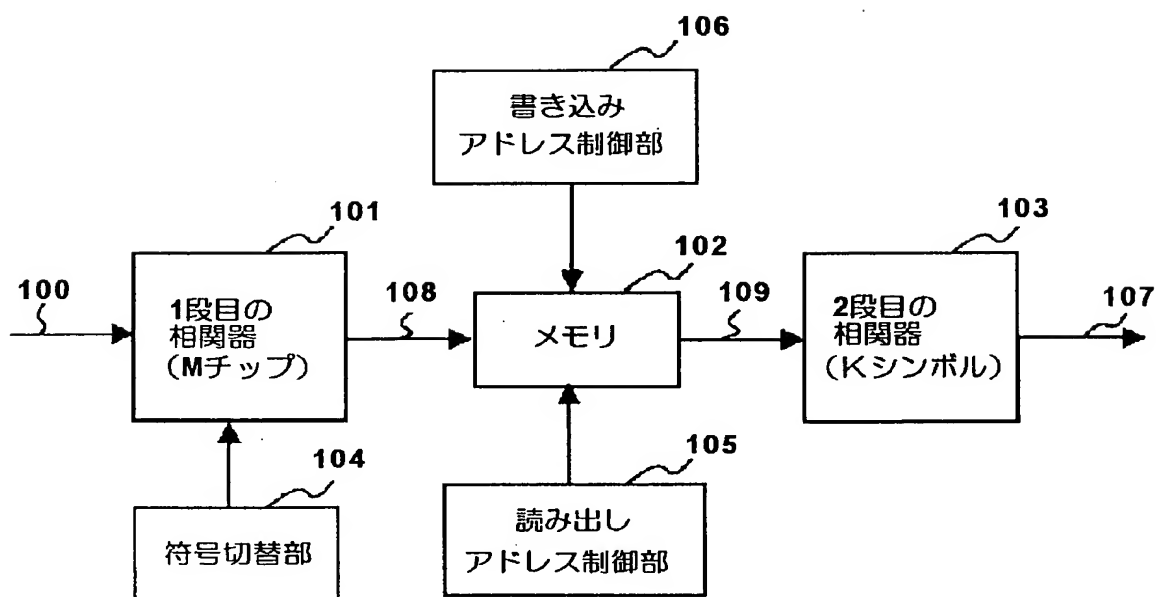 106
書き込み
アドレス制御部
101
102
103
100
1段目の
相関器
(Mチップ)
108
メモリ
109
2段目の
相関器
(Kシンボル)
107
104
符号切替部
105
読み出し
アドレス制御部